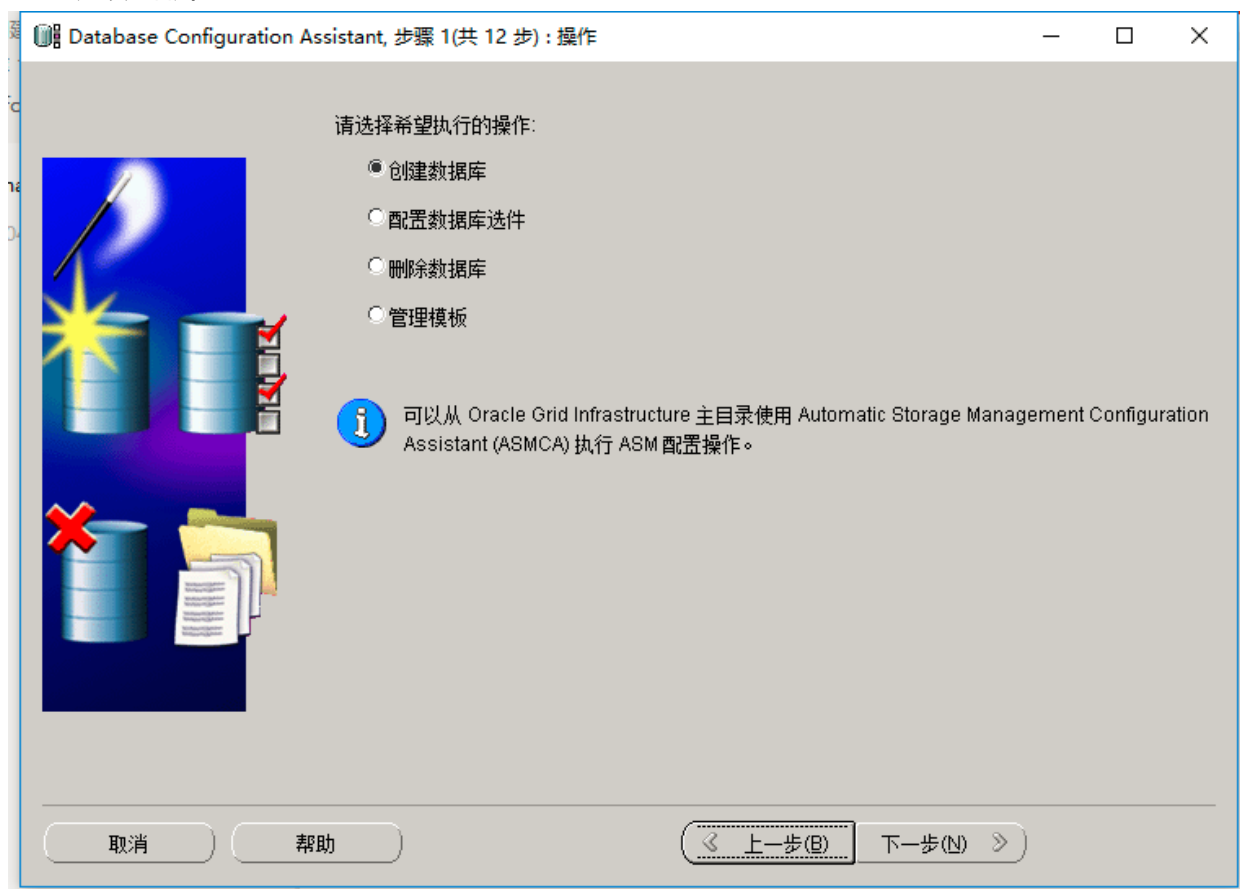 Database Configuration Assistant, 步骤 1(共 12 步) : 操作
请选择希望执行的操作:
创建数据库
配置数据库选件
删除数据库
管理模板
可以从 Oracle Grid Infrastructure 主目录使用 Automatic Storage Management Configuration
Assistant (ASMCA) 执行 ASM 配置操作。
取消
帮助
上一步(B)
下一步(N)